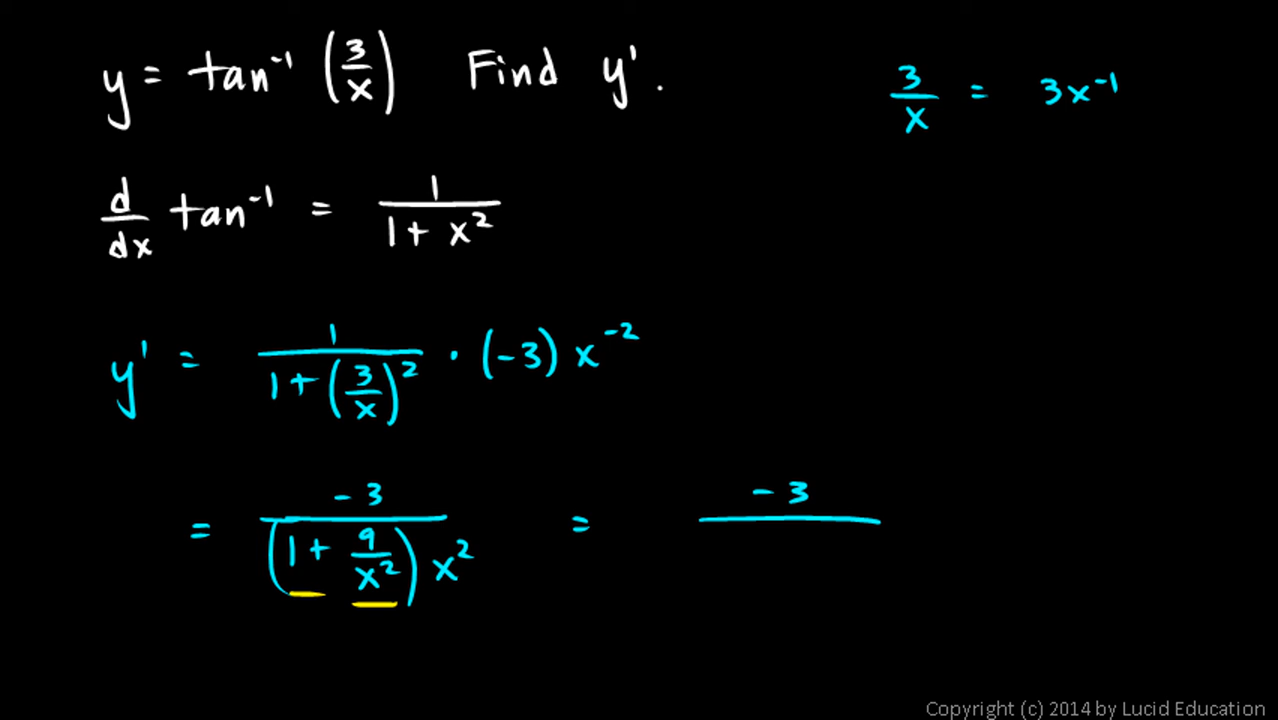 y = tan⁻¹ (3/x) Find y'.
3/x = 3x⁻¹
d/dx tan⁻¹ = 1/(1 + x²)
y' = 1/(1 + (3/x)²) · (-3) x⁻²
= -3/((1 + 9/x²) x²) = -3/
Copyright (c) 2014 by Lucid Education